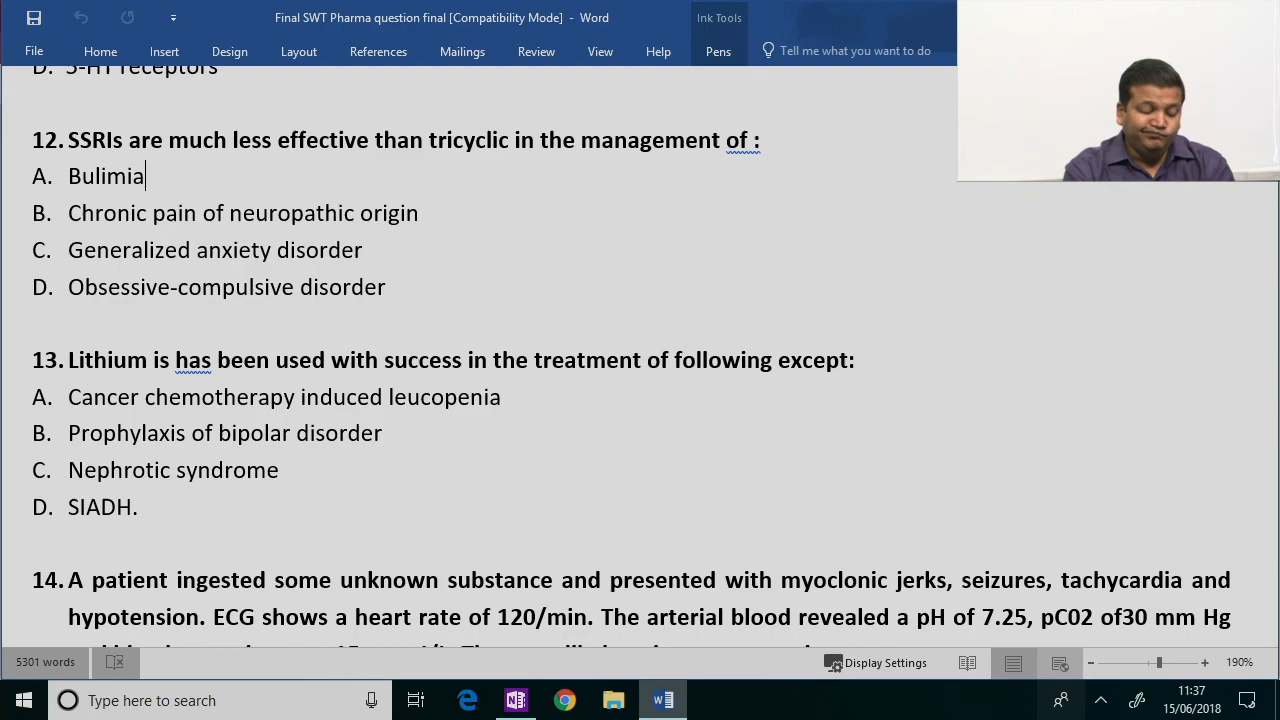 Final SWT Pharma question final [Compatibility Mode] - Word
Ink Tools
File Home Insert Design Layout References Mailings Review View Help Pens Tell me what you want to do
D. 5-HT receptors
12. SSRIs are much less effective than tricyclic in the management of :
A. Bulimia
B. Chronic pain of neuropathic origin
C. Generalized anxiety disorder
D. Obsessive-compulsive disorder
13. Lithium is has been used with success in the treatment of following except:
A. Cancer chemotherapy induced leucopenia
B. Prophylaxis of bipolar disorder
C. Nephrotic syndrome
D. SIADH.
14. A patient ingested some unknown substance and presented with myoclonic jerks, seizures, tachycardia and
hypotension. ECG shows a heart rate of 120/min. The arterial blood revealed a pH of 7.25, pC02 of30 mm Hg
5301 words Display Settings 190%
Type here to search
11:37
15/06/2018